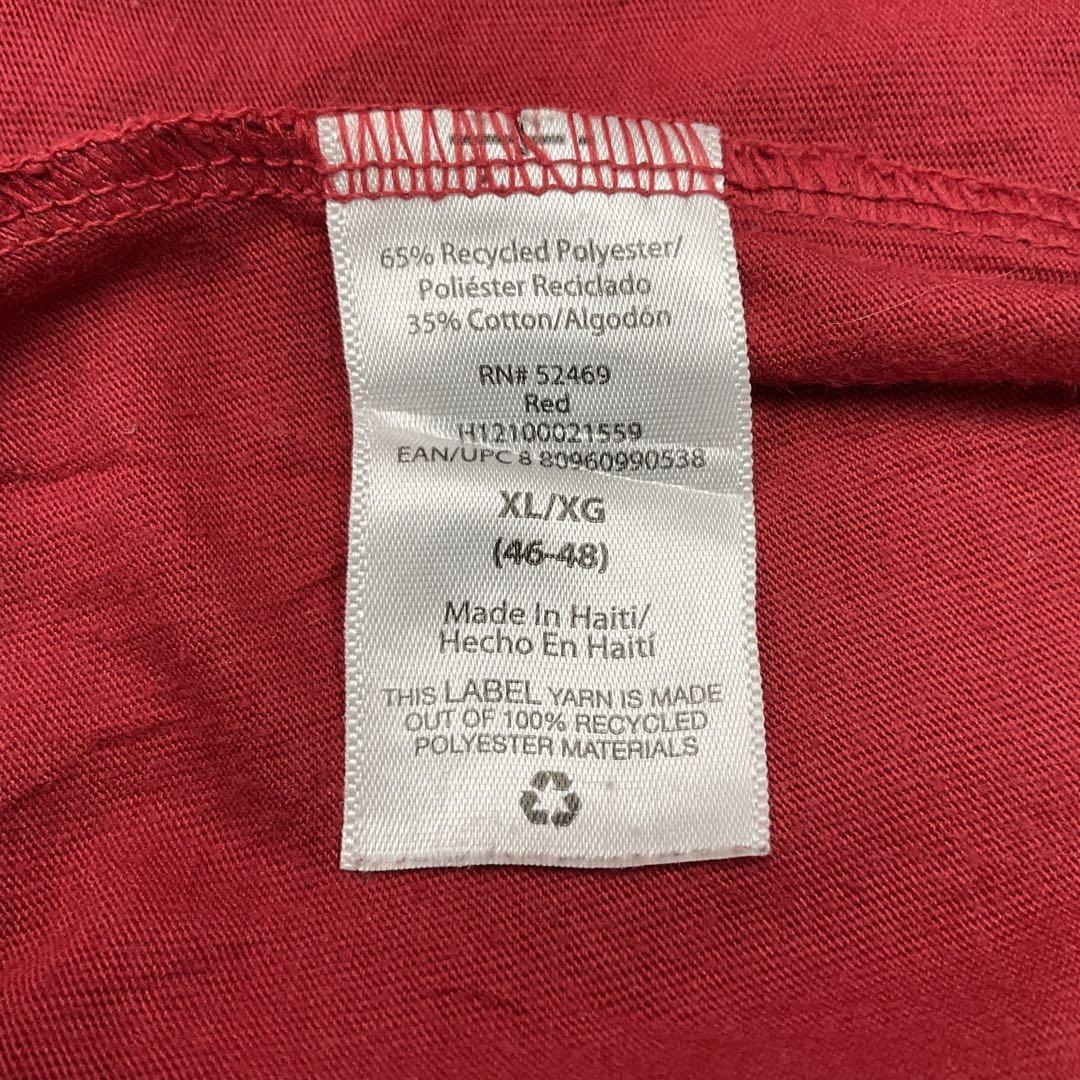 65% Recycled Polyester/
Poliéster Reciclado
35% Cotton/Algodón
RN# 52469
Red
H12100021559
EAN/UPC 8 80960990538
XL/XG
(46-48)
Made In Haiti/
Hecho En Haití
THIS LABEL YARN IS MADE
OUT OF 100% RECYCLED
POLYESTER MATERIALS